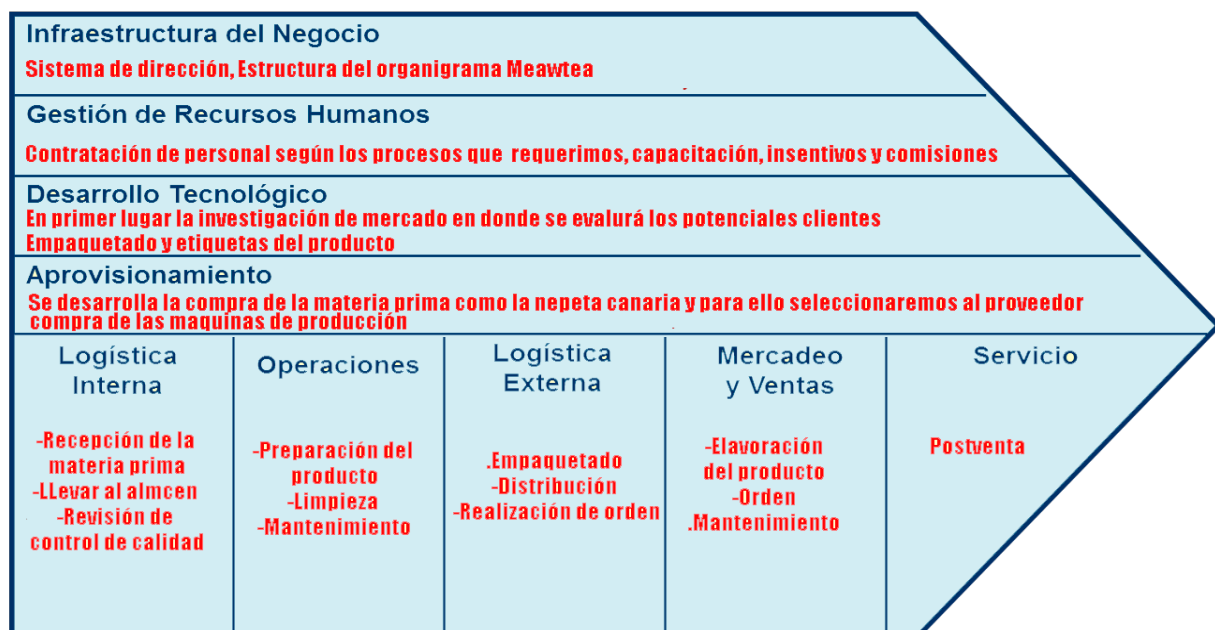 Infraestructura del Negocio
Sistema de dirección, Estructura del organigrama Meawtea
Gestión de Recursos Humanos
Contratación de personal según los procesos que requerimos, capacitación, insentivos y comisiones
Desarrollo Tecnológico
En primer lugar la investigación de mercado en donde se evalurá los potenciales clientes
Empaquetado y etiquetas del producto
Aprovisionamiento
Se desarrolla la compra de la materia prima como la nepeta canaria y para ello seleccionaremos al proveedor
compra de las maquinas de producción
Logística
Interna
-Recepción de la
materia prima
-LLevar al almcen
-Revisión de
control de calidad
Operaciones
-Preparación del
producto
-Limpieza
-Mantenimiento
Logística
Externa
.Empaquetado
-Distribución
-Realización de orden
Mercadeo
y Ventas
-Elavoración
del producto
-Orden
.Mantenimiento
Servicio
Postventa